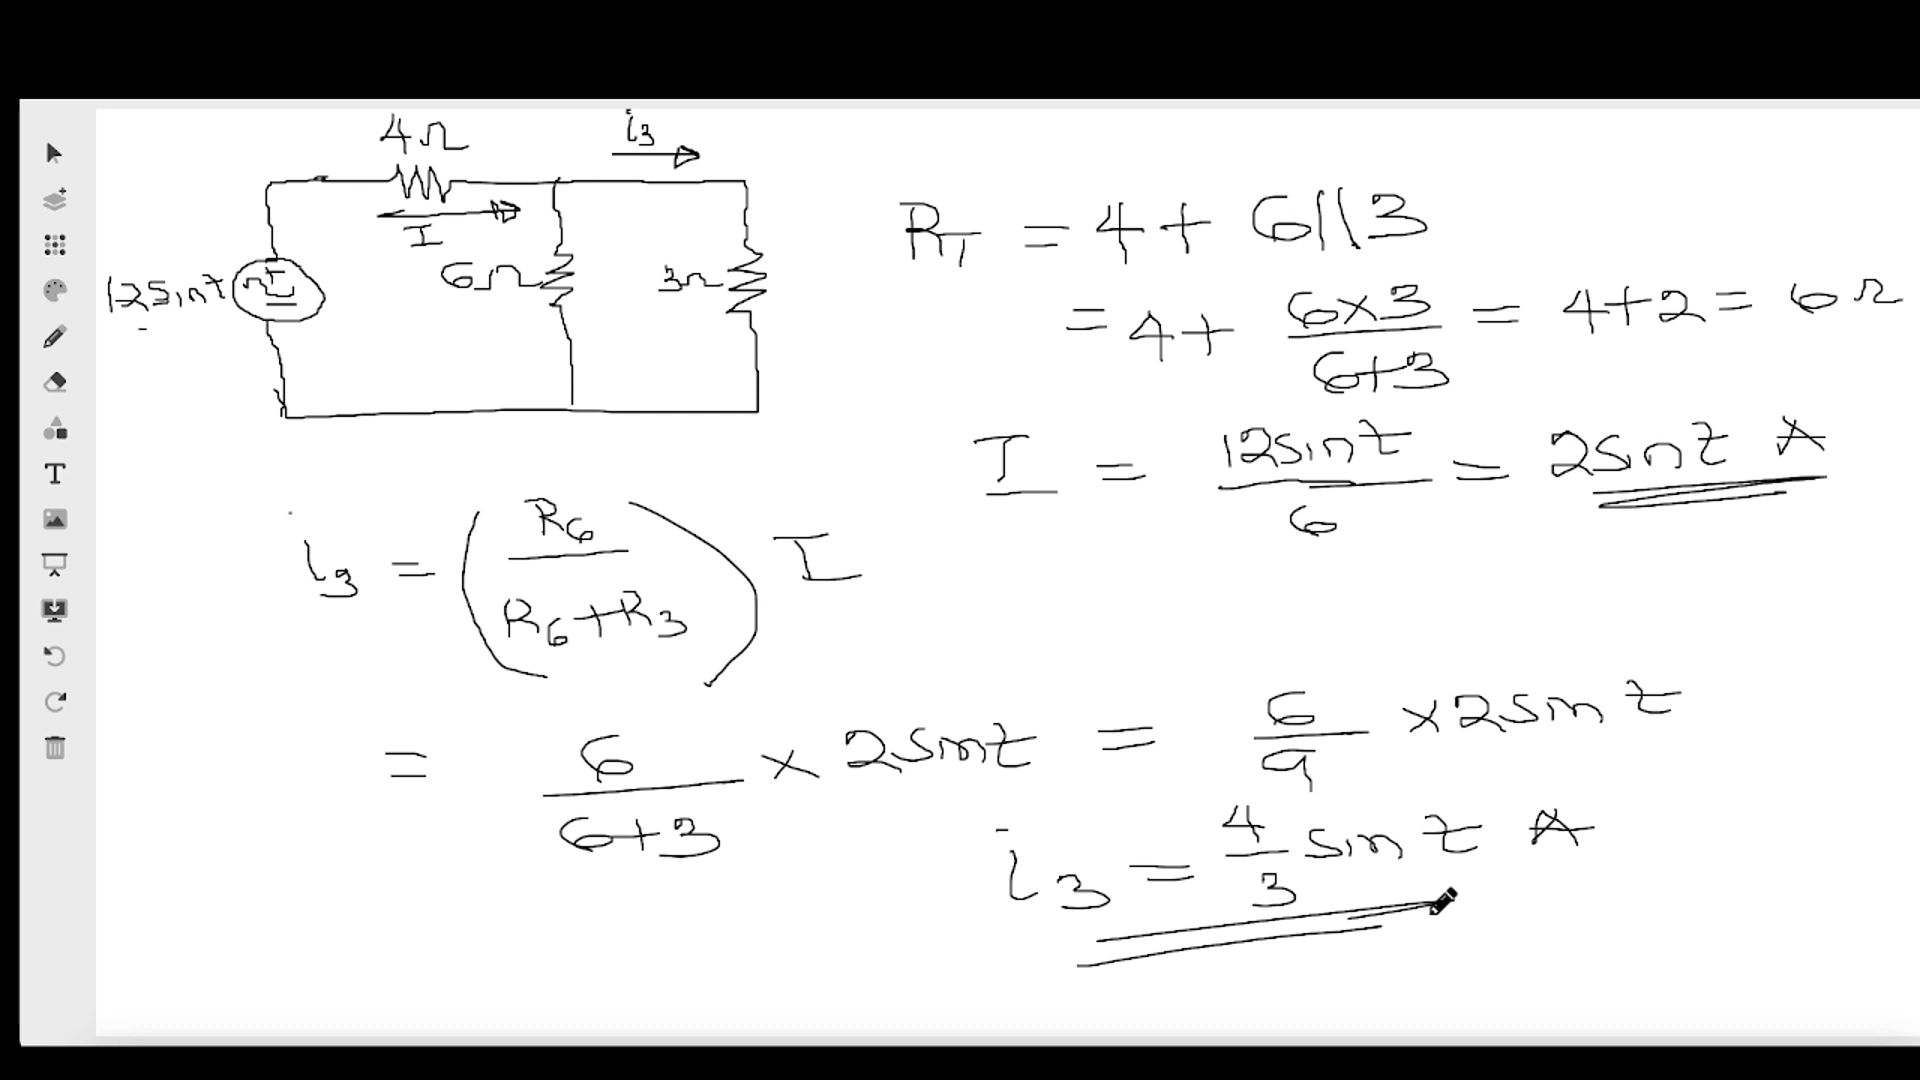 4Ω
i3
I
12sint
6Ω
3Ω
RT = 4 + 6||3
= 4 + 6×3/6+3 = 4+2 = 6Ω
I = 12sint/6 = 2sint A
i3 = (R6/R6+R3) I
= 6/6+3 × 2sint = 6/9 × 2sint
i3 = 4/3 sint A
T